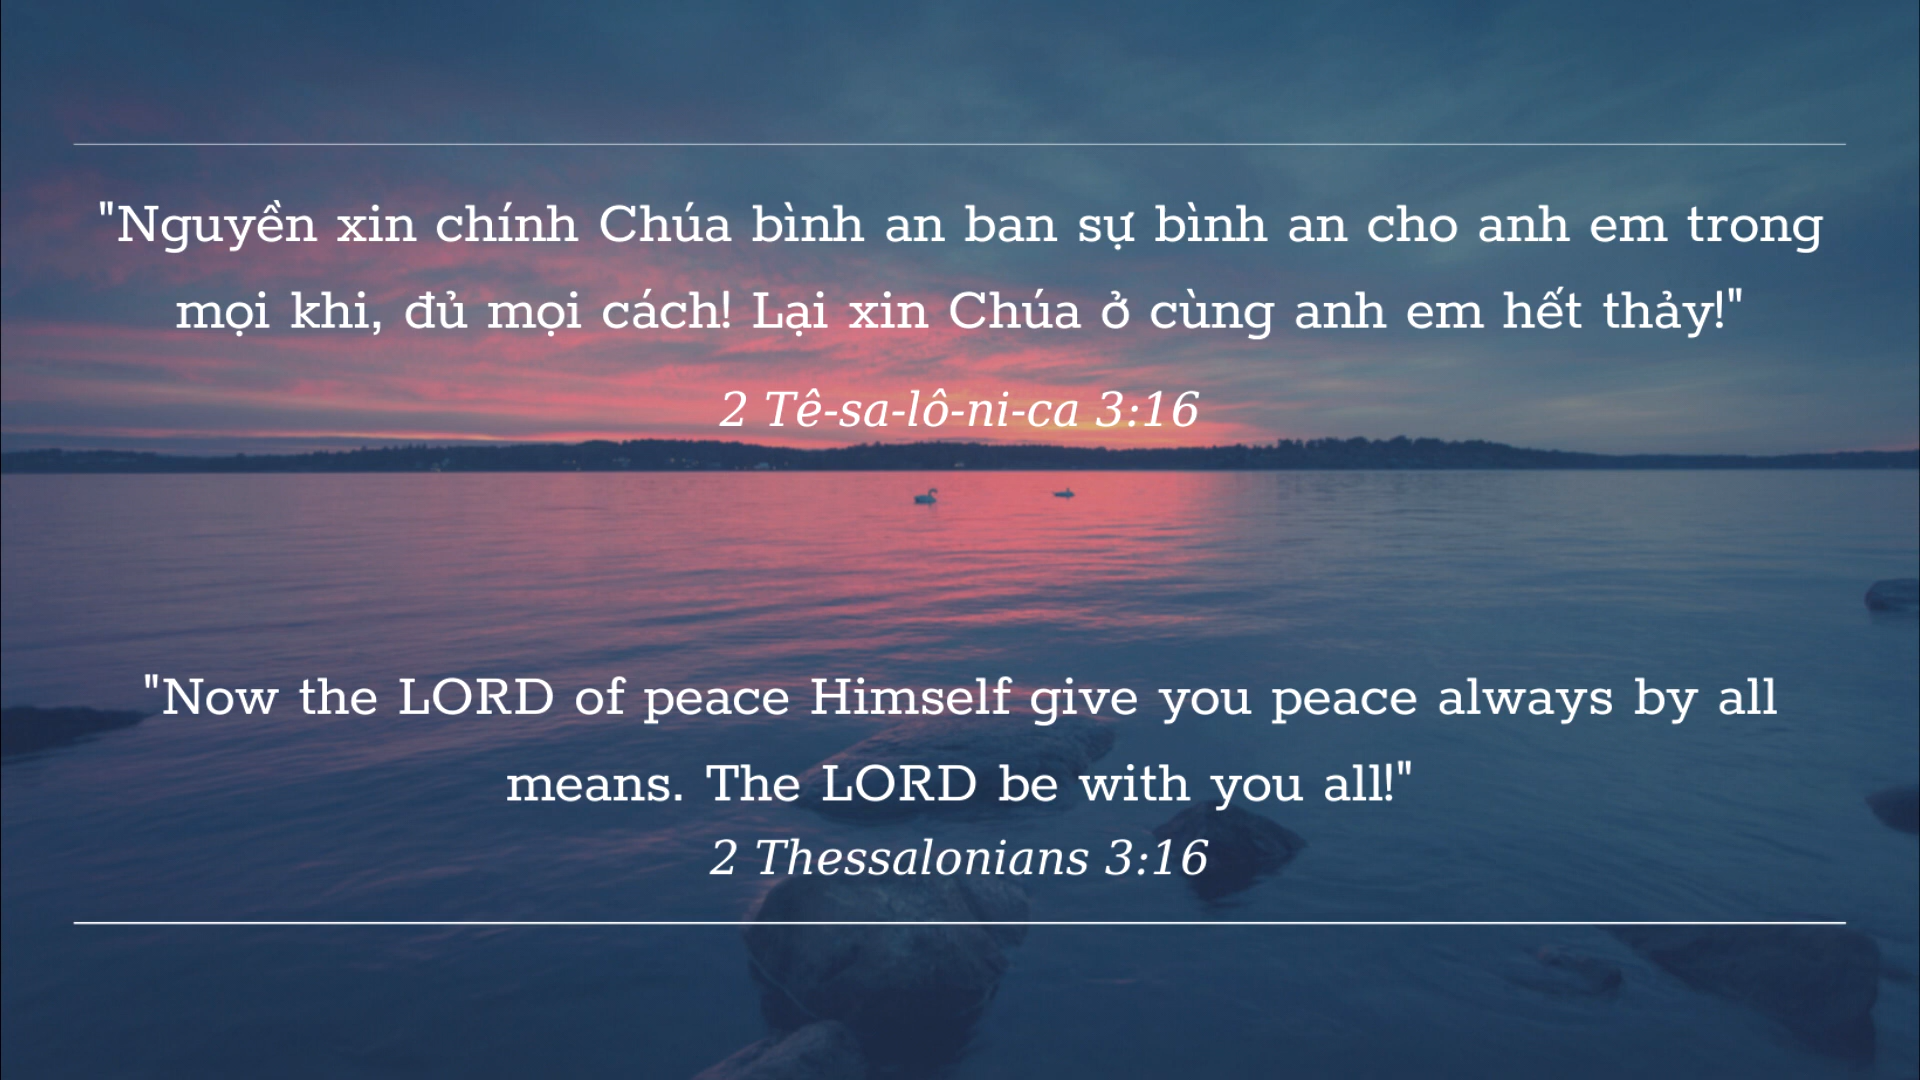 "Nguyền xin chính Chúa bình an ban sự bình an cho anh em trong
mọi khi, đủ mọi cách! Lại xin Chúa ở cùng anh em hết thảy!"
2 Tê-sa-lô-ni-ca 3:16
"Now the LORD of peace Himself give you peace always by all
means. The LORD be with you all!"
2 Thessalonians 3:16